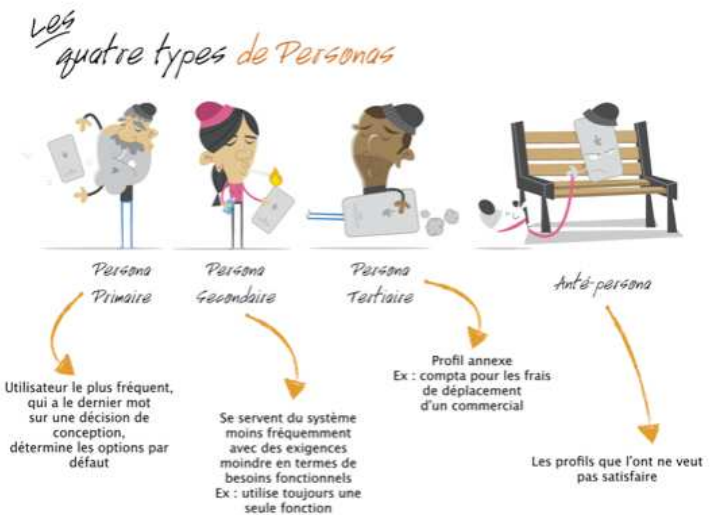 Les
quatre types de Personas
Persona
Primaire
Persona
Secondaire
Persona
Tertiaire
Anté-persona
Utilisateur le plus fréquent,
qui a le dernier mot
sur une décision de
conception,
détermine les options par
défaut
Se servent du système
moins fréquemment
avec des exigences
moindre en termes de
besoins fonctionnels
Ex : utilise toujours une
seule fonction
Profil annexe
Ex : compta pour les frais
de déplacement
d'un commercial
Les profils que l'ont ne veut
pas satisfaire